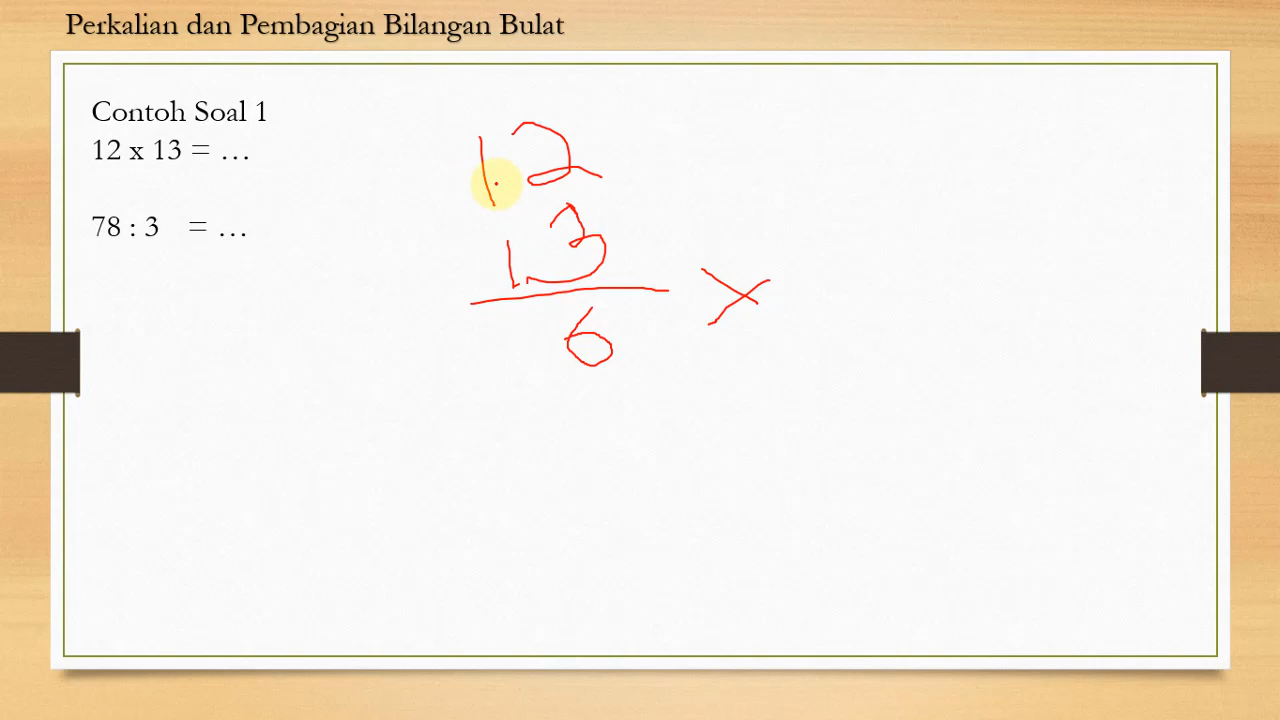 Perkalian dan Pembagian Bilangan Bulat
Contoh Soal 1
12 x 13 = …
78 : 3 = …
12
13
x
6